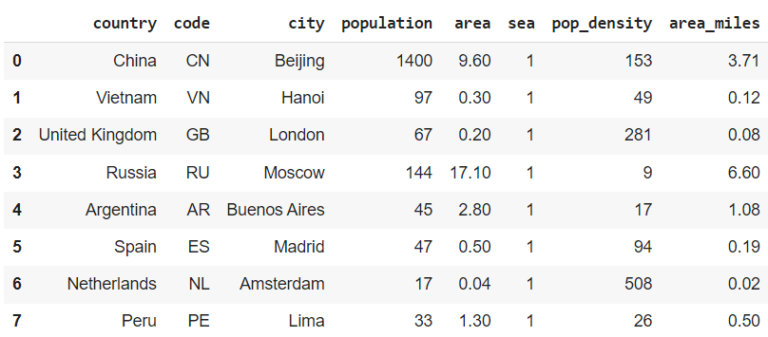 country code city population area sea pop_density area_miles
0 China CN Beijing 1400 9.60 1 153 3.71
1 Vietnam VN Hanoi 97 0.30 1 49 0.12
2 United Kingdom GB London 67 0.20 1 281 0.08
3 Russia RU Moscow 144 17.10 1 9 6.60
4 Argentina AR Buenos Aires 45 2.80 1 17 1.08
5 Spain ES Madrid 47 0.50 1 94 0.19
6 Netherlands NL Amsterdam 17 0.04 1 508 0.02
7 Peru PE Lima 33 1.30 1 26 0.50